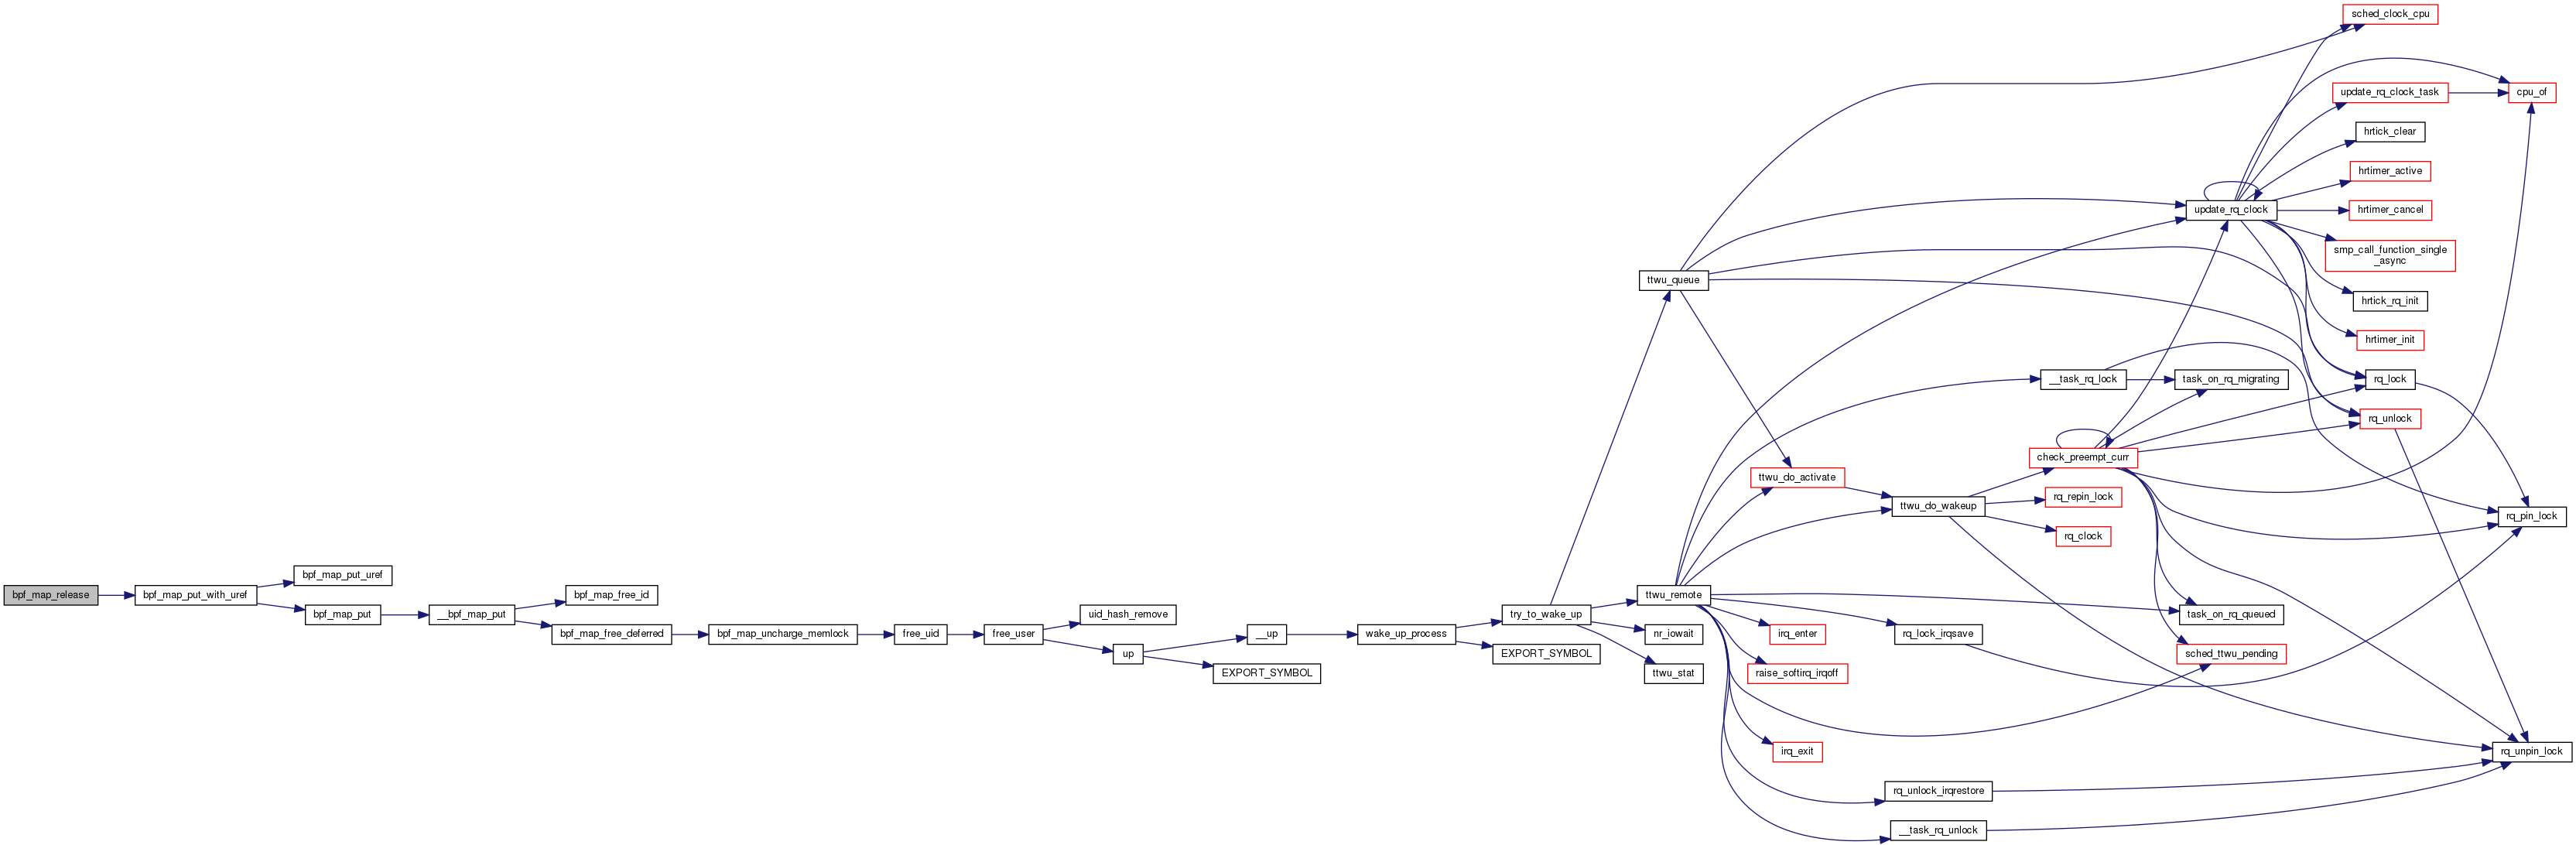 sched_clock_cpu
update_rq_clock_task
cpu_of
hrtick_clear
hrtimer_active
update_rq_clock
hrtimer_cancel
smp_call_function_single
_async
ttwu_queue
hrtick_rq_init
hrtimer_init
__task_rq_lock
task_on_rq_migrating
rq_lock
rq_unlock
check_preempt_curr
ttwu_do_activate
rq_repin_lock
ttwu_do_wakeup
rq_pin_lock
rq_clock
bpf_map_put_uref
bpf_map_release
bpf_map_put_with_uref
bpf_map_free_id
ttwu_remote
bpf_map_put
__bpf_map_put
uid_hash_remove
try_to_wake_up
task_on_rq_queued
bpf_map_free_deferred
bpf_map_uncharge_memlock
free_uid
free_user
__up
wake_up_process
nr_iowait
irq_enter
rq_lock_irqsave
up
EXPORT_SYMBOL
sched_ttwu_pending
EXPORT_SYMBOL
ttwu_stat
raise_softirq_irqoff
irq_exit
rq_unpin_lock
rq_unlock_irqrestore
__task_rq_unlock